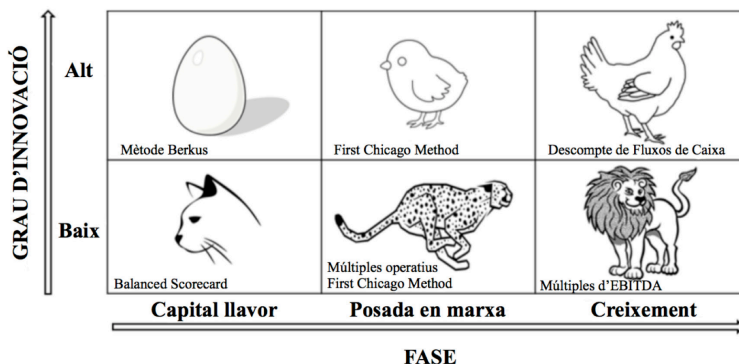 GRAU D'INNOVACIÓ
Alt
Mètode Berkus
First Chicago Method
Descompte de Fluxos de Caixa
Baix
Balanced Scorecard
Múltiples operatius
First Chicago Method
Múltiples d'EBITDA
Capital llavor
Posada en marxa
Creixement
FASE